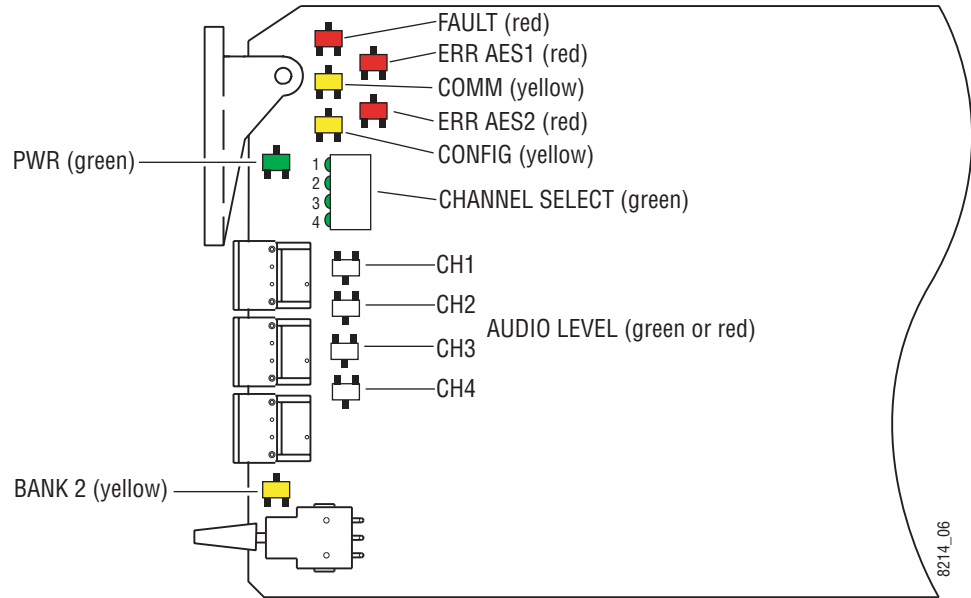 FAULT (red)
ERR AES1 (red)
COMM (yellow)
ERR AES2 (red)
CONFIG (yellow)
PWR (green)
1
2
3
4
CHANNEL SELECT (green)
CH1
CH2
AUDIO LEVEL (green or red)
CH3
CH4
BANK 2 (yellow)
8214_06